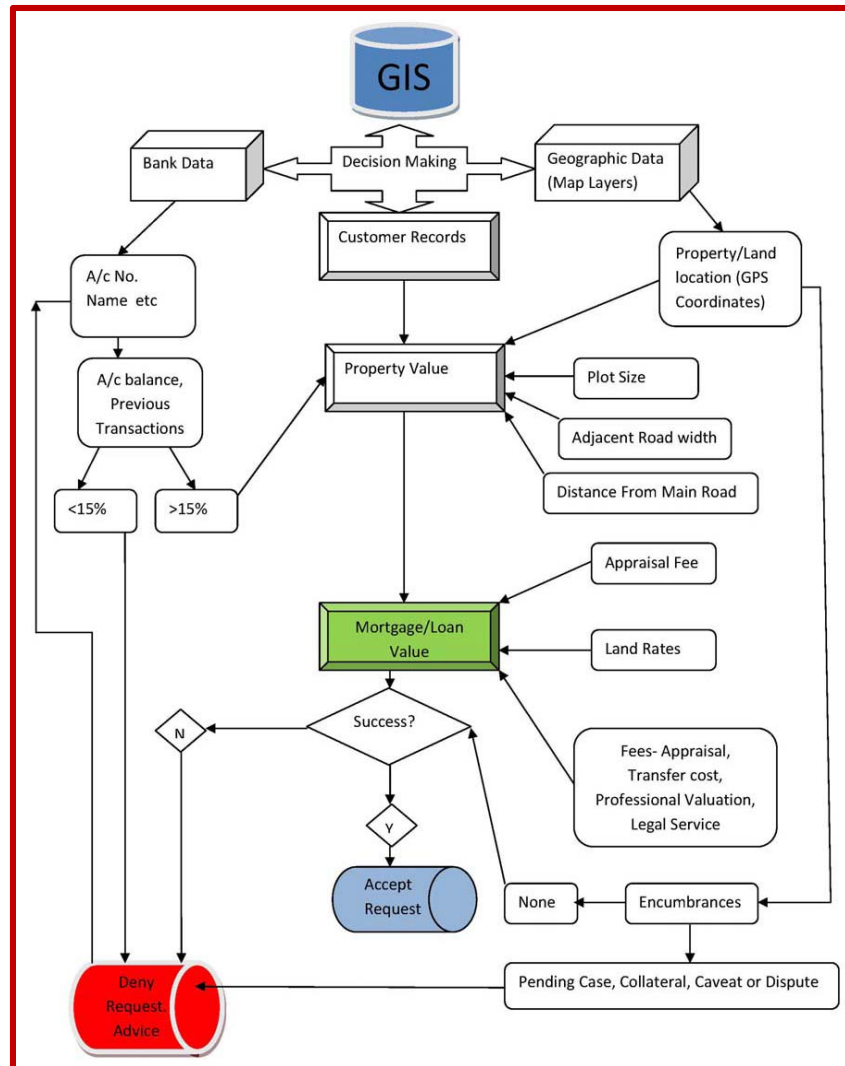 GIS
Bank Data
Decision Making
Geographic Data
(Map Layers)
Customer Records
A/c No.
Name etc
Property/Land
location (GPS
Coordinates)
Property Value
Plot Size
A/c balance,
Previous
Transactions
Adjacent Road width
<15%
>15%
Distance From Main Road
Appraisal Fee
Mortgage/Loan
Value
Land Rates
Success?
N
Fees- Appraisal,
Transfer cost,
Professional Valuation,
Legal Service
Y
Accept
Request
None
Encumbrances
Deny
Request.
Advice
Pending Case, Collateral, Caveat or Dispute